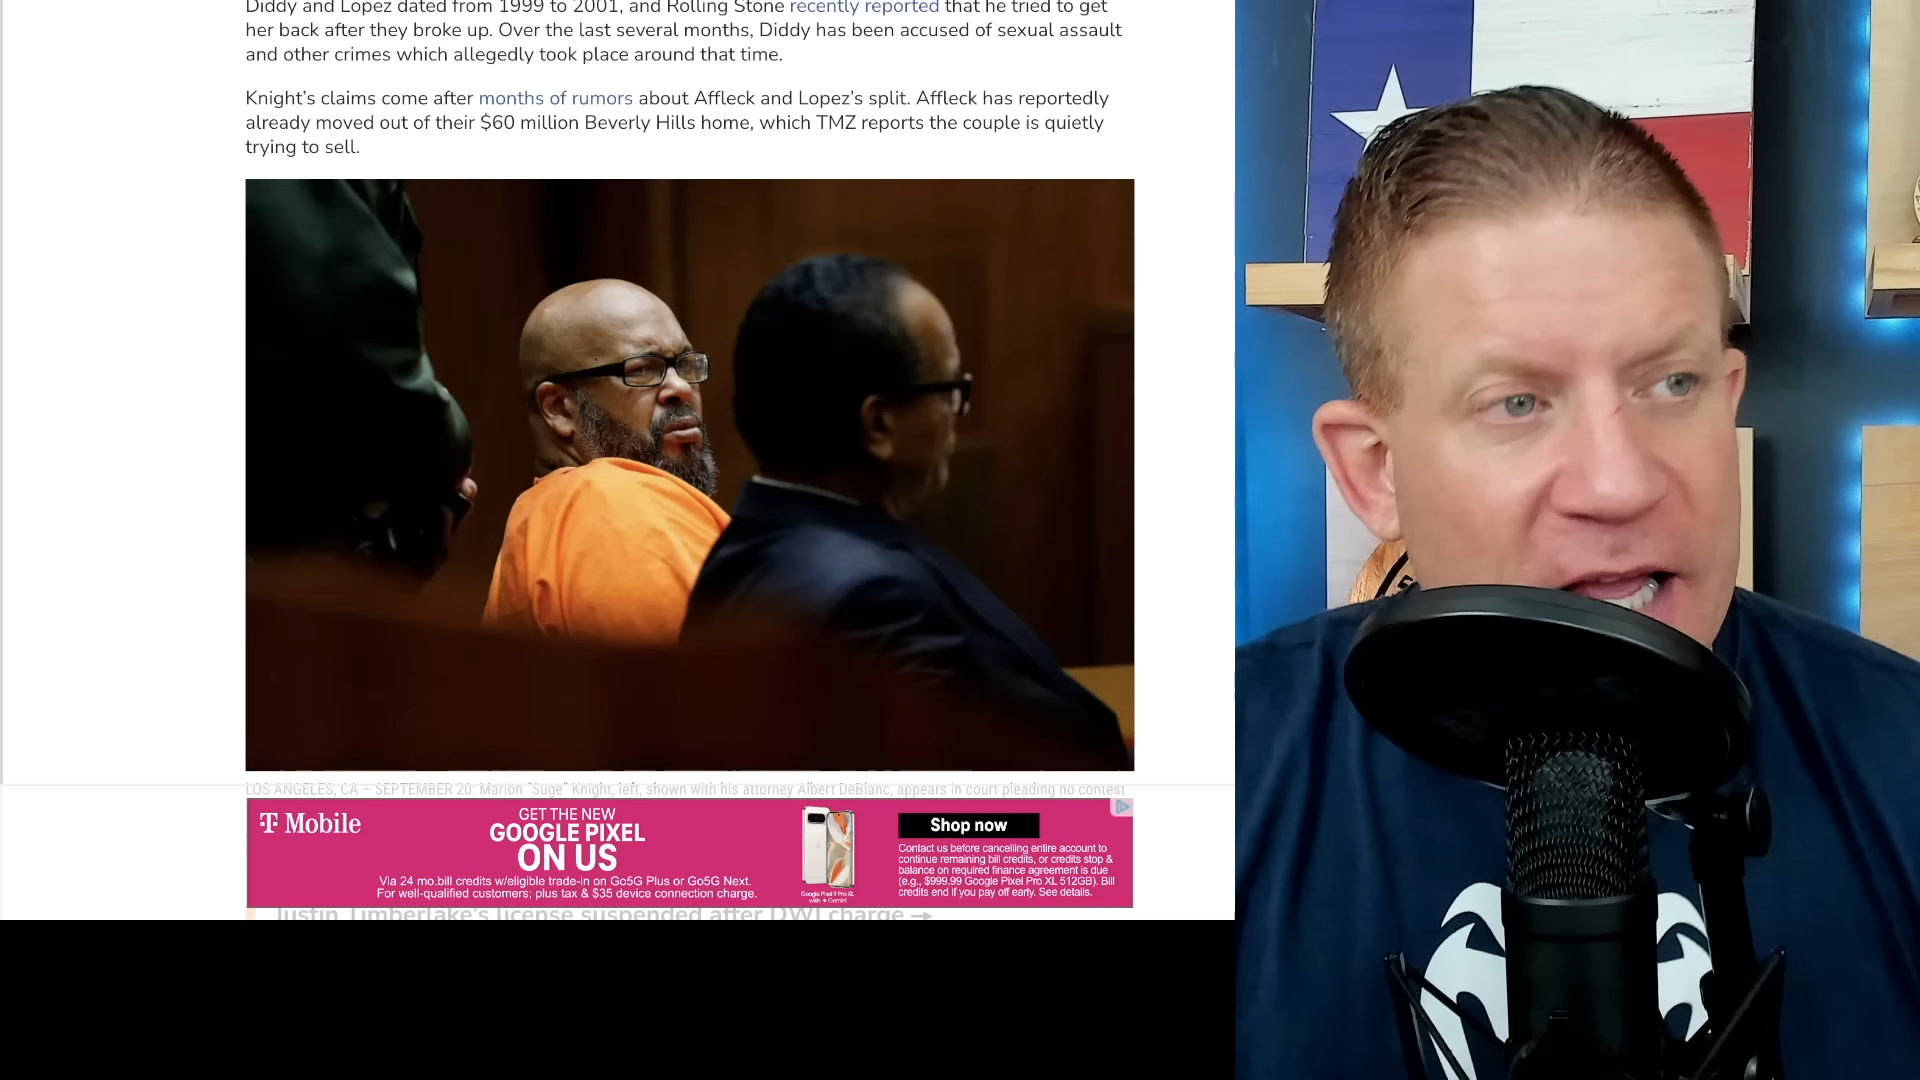 Diddy and Lopez dated from 1999 to 2001, and Rolling Stone recently reported that he tried to get
her back after they broke up. Over the last several months, Diddy has been accused of sexual assault
and other crimes which allegedly took place around that time.
Knight’s claims come after months of rumors about Affleck and Lopez’s split. Affleck has reportedly
already moved out of their $60 million Beverly Hills home, which TMZ reports the couple is quietly
trying to sell.
LOS ANGELES, CA – SEPTEMBER 20: Marion “Suge” Knight, left, shown with his attorney Albert DeBlanc, appears in court pleading no contest
T Mobile
GET THE NEW
GOOGLE PIXEL
ON US
Via 24 mo.bill credits w/eligible trade-in on Go5G Plus or Go5G Next.
For well-qualified customers; plus tax & $35 device connection charge.
Google Pixel 9 Pro XL
with Gemini
Shop now
Contact us before cancelling entire account to
continue remaining bill credits, or credits stop &
balance on required finance agreement is due
(e.g., $999.99 Google Pixel Pro XL 512GB). Bill
credits end if you pay off early. See details.
Justin Timberlake’s license suspended after DWI charge →